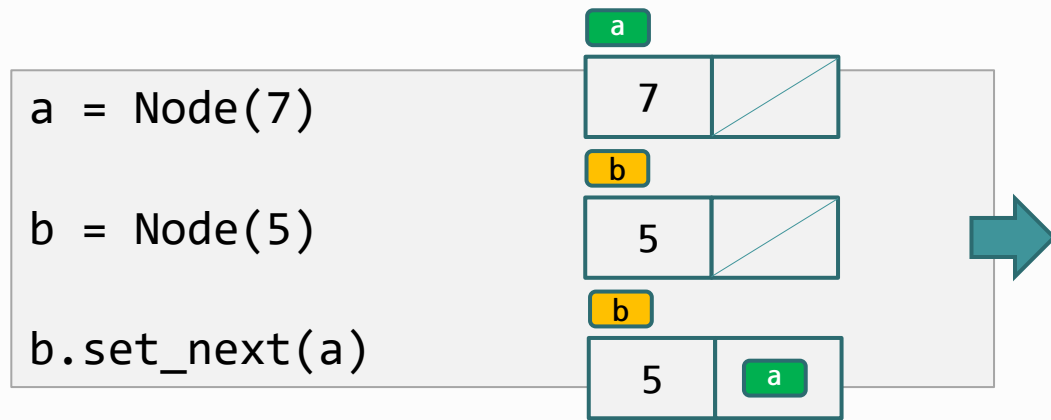 a
a = Node(7)
7
b
b = Node(5)
5
b
b.set_next(a)
5 a